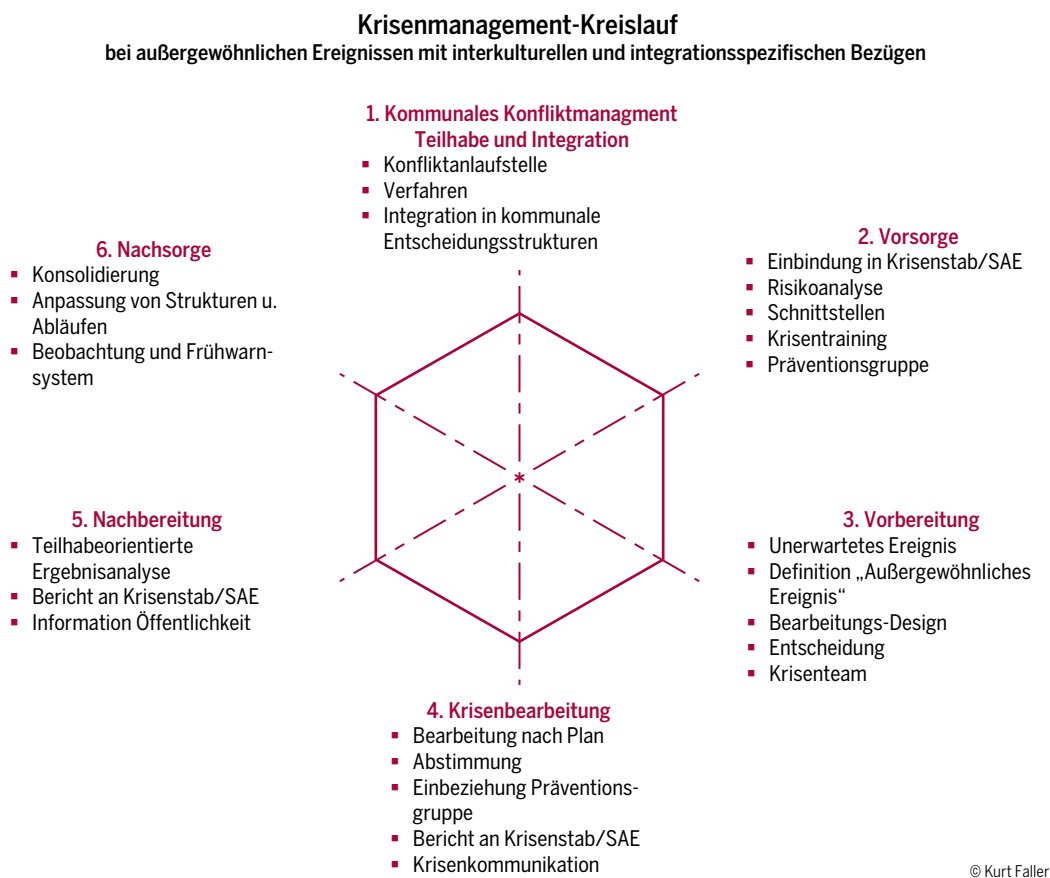 Krisenmanagement-Kreislauf
bei außergewöhnlichen Ereignissen mit interkulturellen und integrationsspezifischen Bezügen
1. Kommunales Konfliktmanagment
Teilhabe und Integration
▪ Konfliktanlaufstelle
▪ Verfahren
▪ Integration in kommunale
Entscheidungsstrukturen
2. Vorsorge
▪ Einbindung in Krisenstab/SAE
▪ Risikoanalyse
▪ Schnittstellen
▪ Krisentraining
▪ Präventionsgruppe
3. Vorbereitung
▪ Unerwartetes Ereignis
▪ Definition „Außergewöhnliches
Ereignis“
▪ Bearbeitungs-Design
▪ Entscheidung
▪ Krisenteam
4. Krisenbearbeitung
▪ Bearbeitung nach Plan
▪ Abstimmung
▪ Einbeziehung Präventions-
gruppe
▪ Bericht an Krisenstab/SAE
▪ Krisenkommunikation
5. Nachbereitung
▪ Teilhabeorientierte
Ergebnisanalyse
▪ Bericht an Krisenstab/SAE
▪ Information Öffentlichkeit
6. Nachsorge
▪ Konsolidierung
▪ Anpassung von Strukturen u.
Abläufen
▪ Beobachtung und Frühwarn-
system
© Kurt Faller